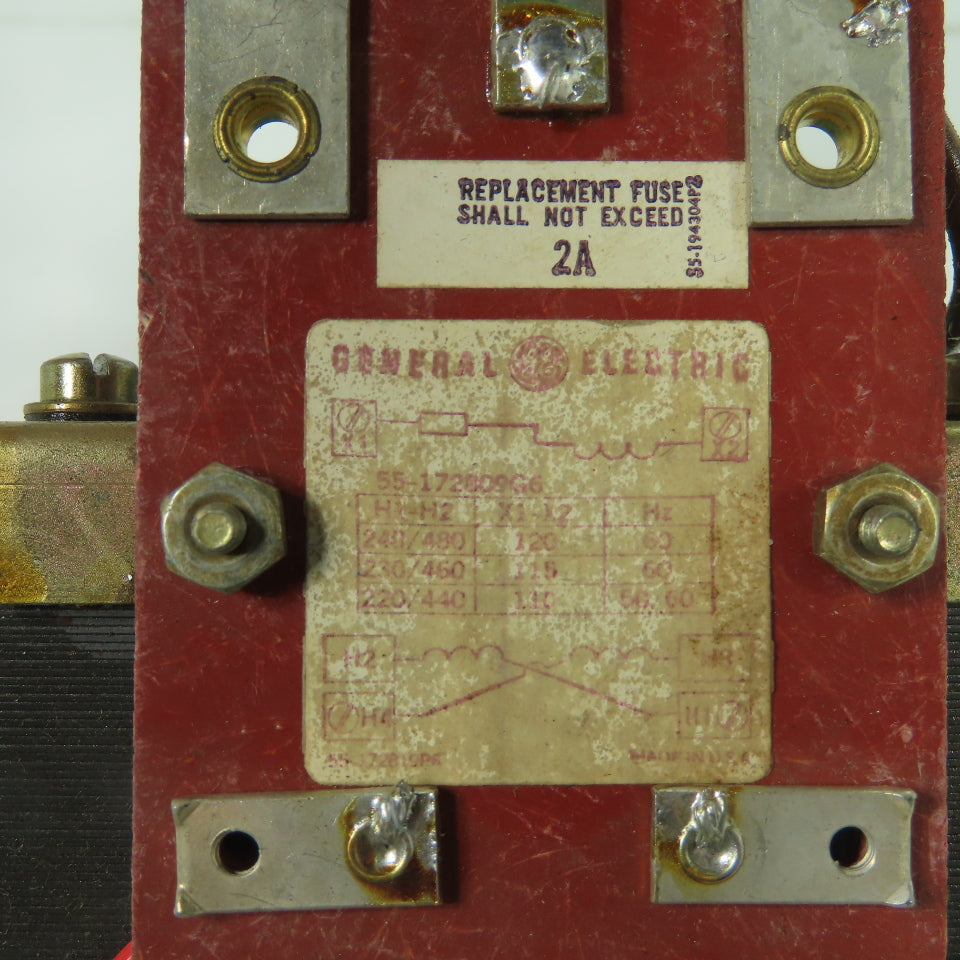 REPLACEMENT FUSE
SHALL NOT EXCEED
2A
55-194304P2
GENERAL GE ELECTRIC
X1 X2
55-172809G6
H1-H2 X1-X2 Hz
240/480 120 60
230/460 115 60
220/440 110 50/60
H2 H3
H4 H1
MADE IN U.S.A